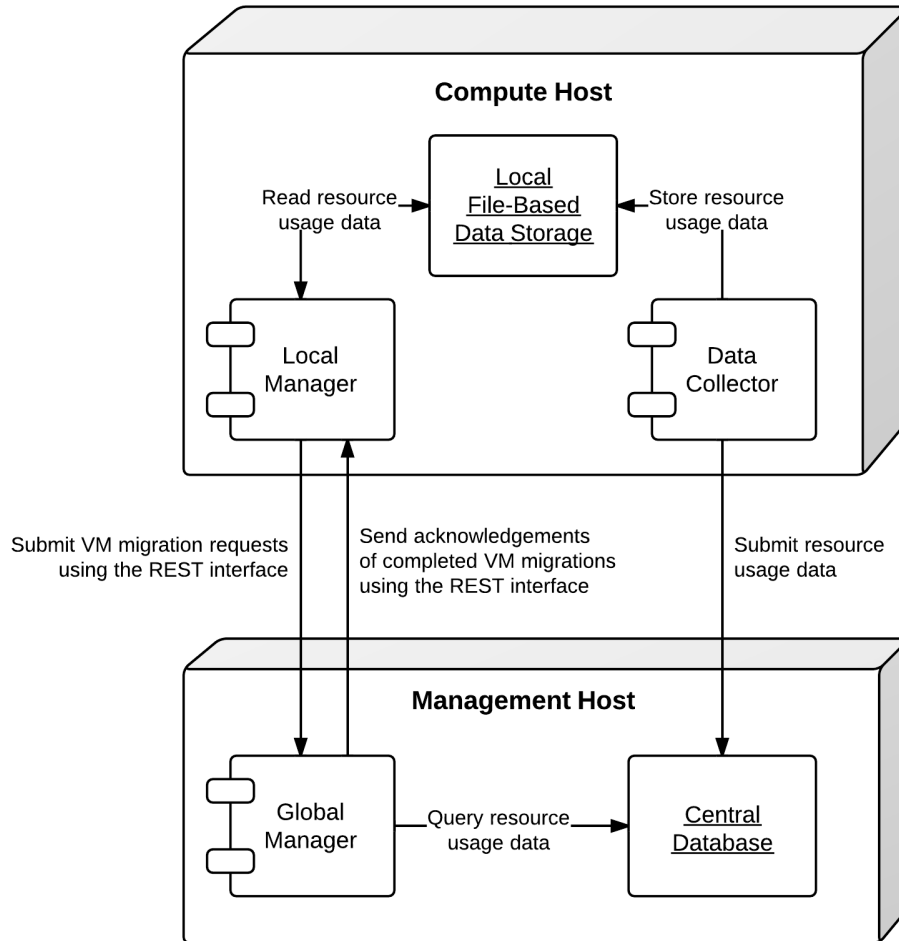 Compute Host
Local
File-Based
Data Storage
Read resource
usage data
Store resource
usage data
Local
Manager
Data
Collector
Submit VM migration requests
using the REST interface
Send acknowledgements
of completed VM migrations
using the REST interface
Submit resource
usage data
Management Host
Global
Manager
Query resource
usage data
Central
Database